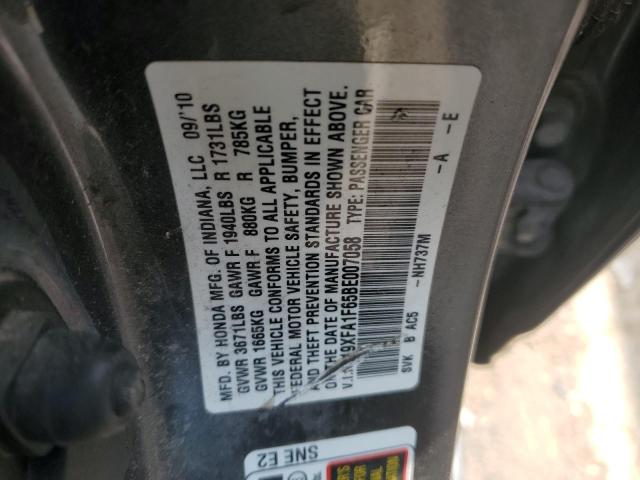 MFD. BY HONDA MFG. OF INDIANA, LLC 09/'10
GVWR 3671LBS GAWR F 1940LBS R 1731LBS
GVWR 1665KG GAWR F 880KG R 785KG
THIS VEHICLE CONFORMS TO ALL APPLICABLE
FEDERAL MOTOR VEHICLE SAFETY, BUMPER,
AND THEFT PREVENTION STANDARDS IN EFFECT
ON THE DATE OF MANUFACTURE SHOWN ABOVE.
9XFA1F65BE007058 TYPE: PASSENGER CAR
SVK B AC5 -NH737M -A -E
SNE E2